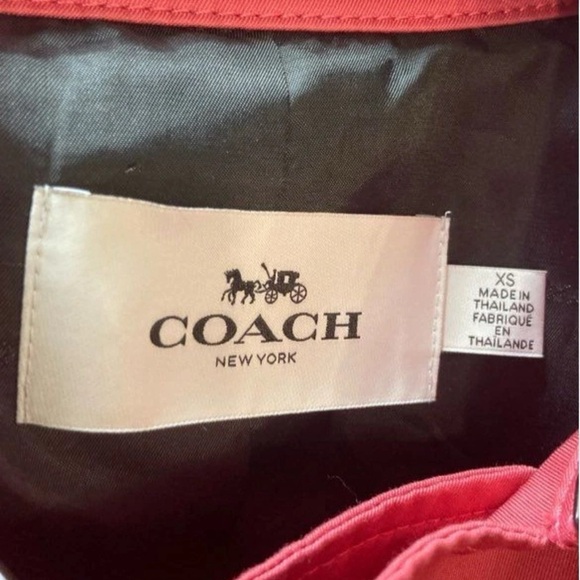 COACH
NEW YORK
XS
MADE IN
THAILAND
FABRIQUÉ
EN
THAÏLANDE